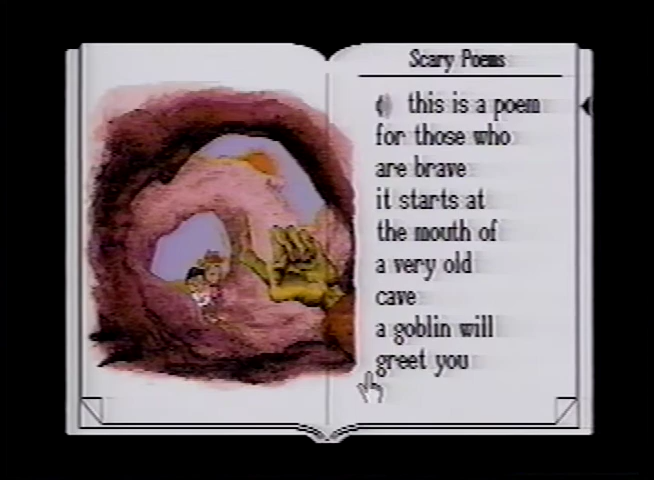 Scary Poems
this is a poem
for those who
are brave
it starts at
the mouth of
a very old
cave
a goblin will
greet you